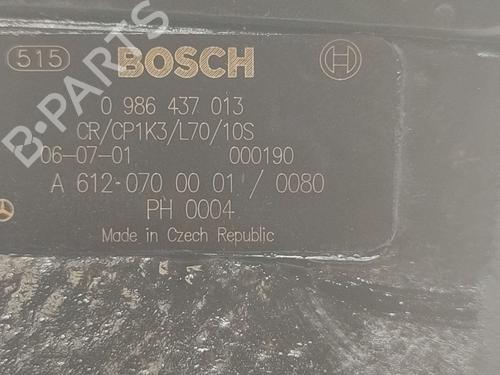 515 BOSCH
0 986 437 013
CR/CP1K3/L70/10S
06-07-01 000190
A 612-070 00 01 / 0080
PH 0004
Made in Czech Republic
B-PARTS